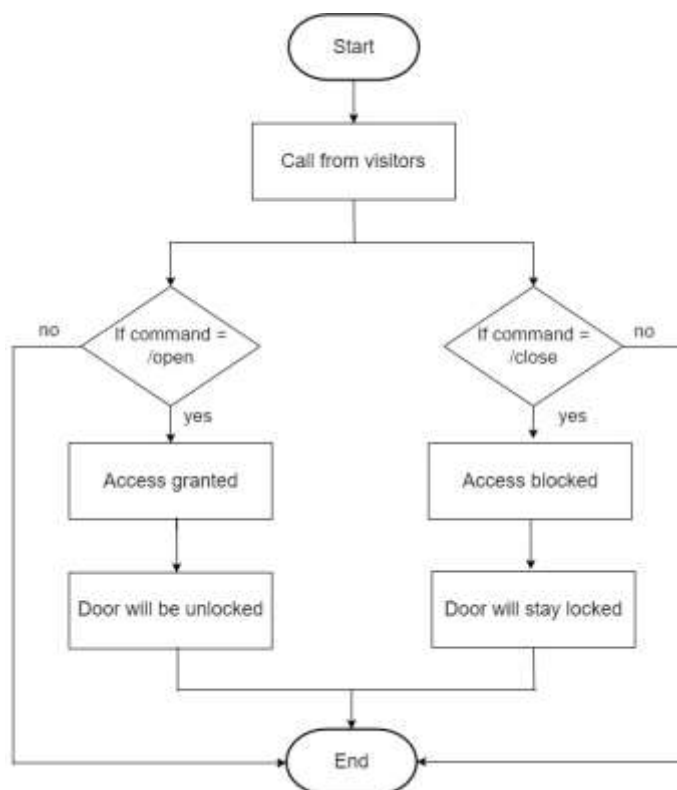 Start
Call from visitors
no
If command =
/open
If command =
/close
no
yes
yes
Access granted
Access blocked
Door will be unlocked
Door will stay locked
End